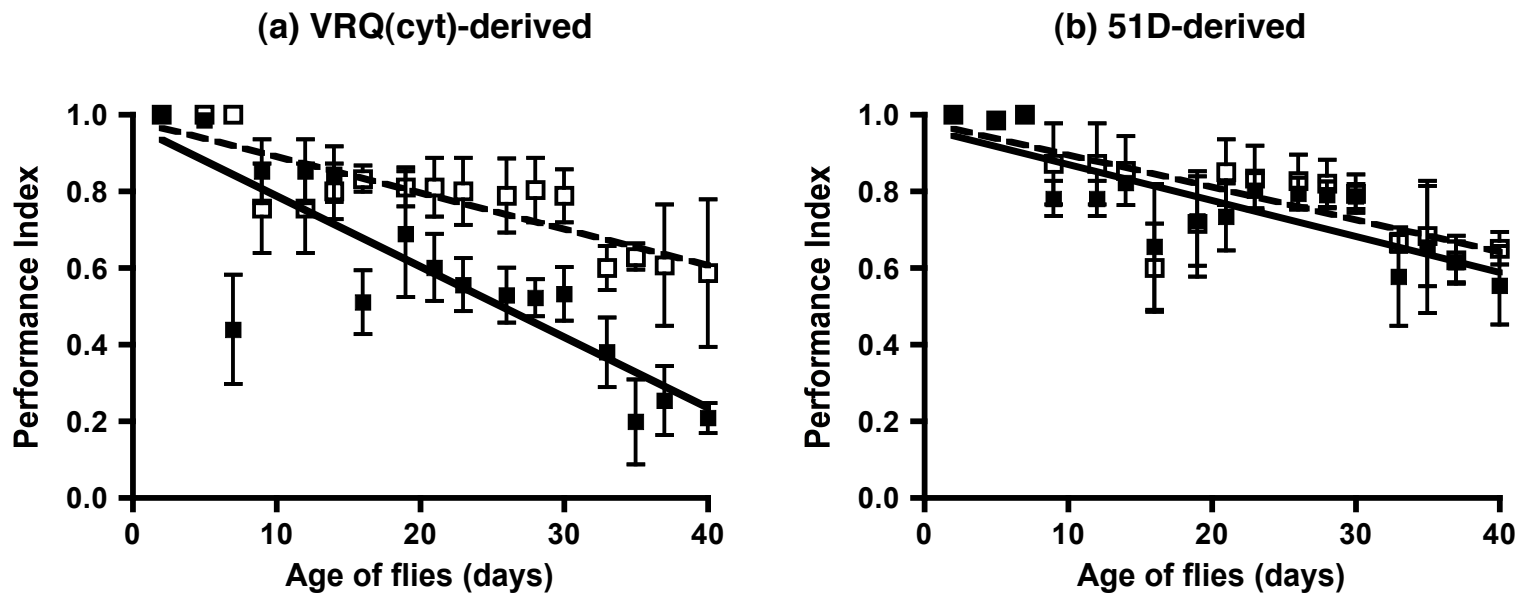 (a) VRQ(cyt)-derived
Performance Index
1.0
0.8
0.6
0.4
0.2
0.0
0 10 20 30 40
Age of flies (days)
(b) 51D-derived
Performance Index
1.0
0.8
0.6
0.4
0.2
0.0
0 10 20 30 40
Age of flies (days)